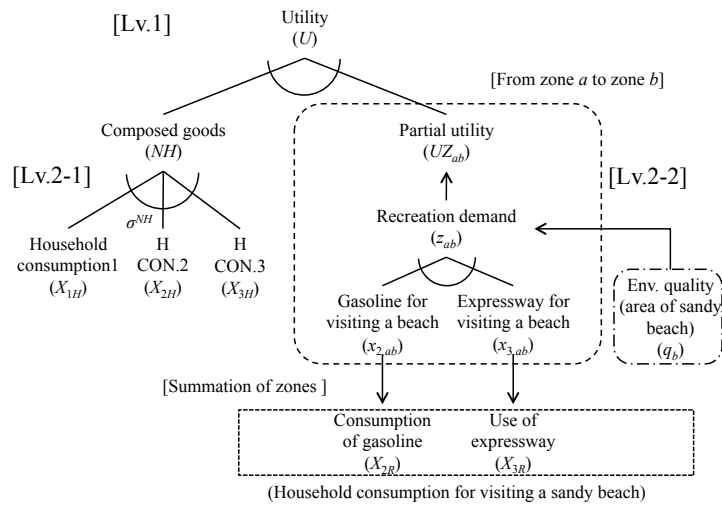 [Lv.1]
Utility
(U)
[From zone a to zone b]
Composed goods
(NH)
Partial utility
(UZab)
[Lv.2-1]
[Lv.2-2]
σNH
Recreation demand
(zab)
Household
consumption1
(X1H)
H
CON.2
(X2H)
H
CON.3
(X3H)
Gasoline for
visiting a beach
(x2,ab)
Expressway for
visiting a beach
(x3,ab)
Env. quality
(area of sandy
beach)
(qb)
[Summation of zones ]
Consumption
of gasoline
(X2R)
Use of
expressway
(X3R)
(Household consumption for visiting a sandy beach)